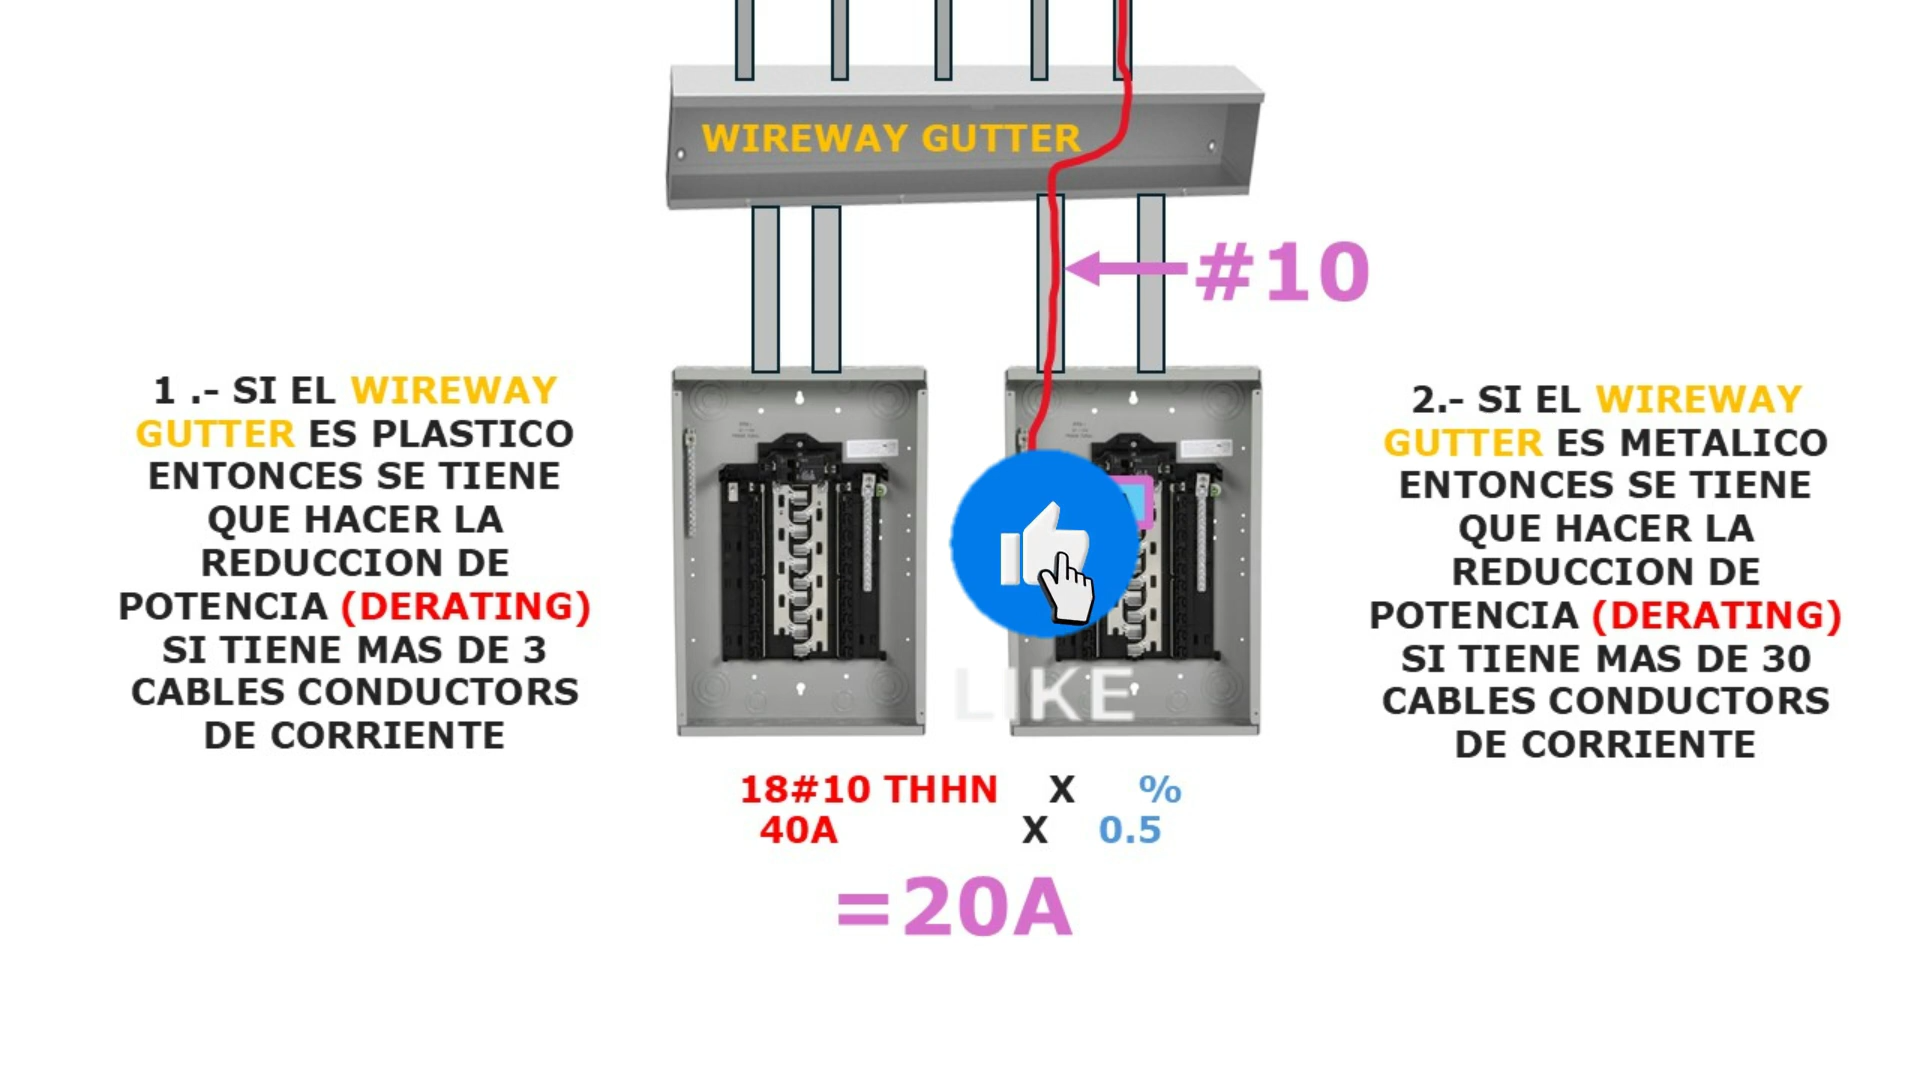 WIREWAY GUTTER
#10
1 .- SI EL WIREWAY
GUTTER ES PLASTICO
ENTONCES SE TIENE
QUE HACER LA
REDUCCION DE
POTENCIA (DERATING)
SI TIENE MAS DE 3
CABLES CONDUCTORS
DE CORRIENTE
2.- SI EL WIREWAY
GUTTER ES METALICO
ENTONCES SE TIENE
QUE HACER LA
REDUCCION DE
POTENCIA (DERATING)
SI TIENE MAS DE 30
CABLES CONDUCTORS
DE CORRIENTE
LIKE
18#10 THHN X %
40A X 0.5
=20A